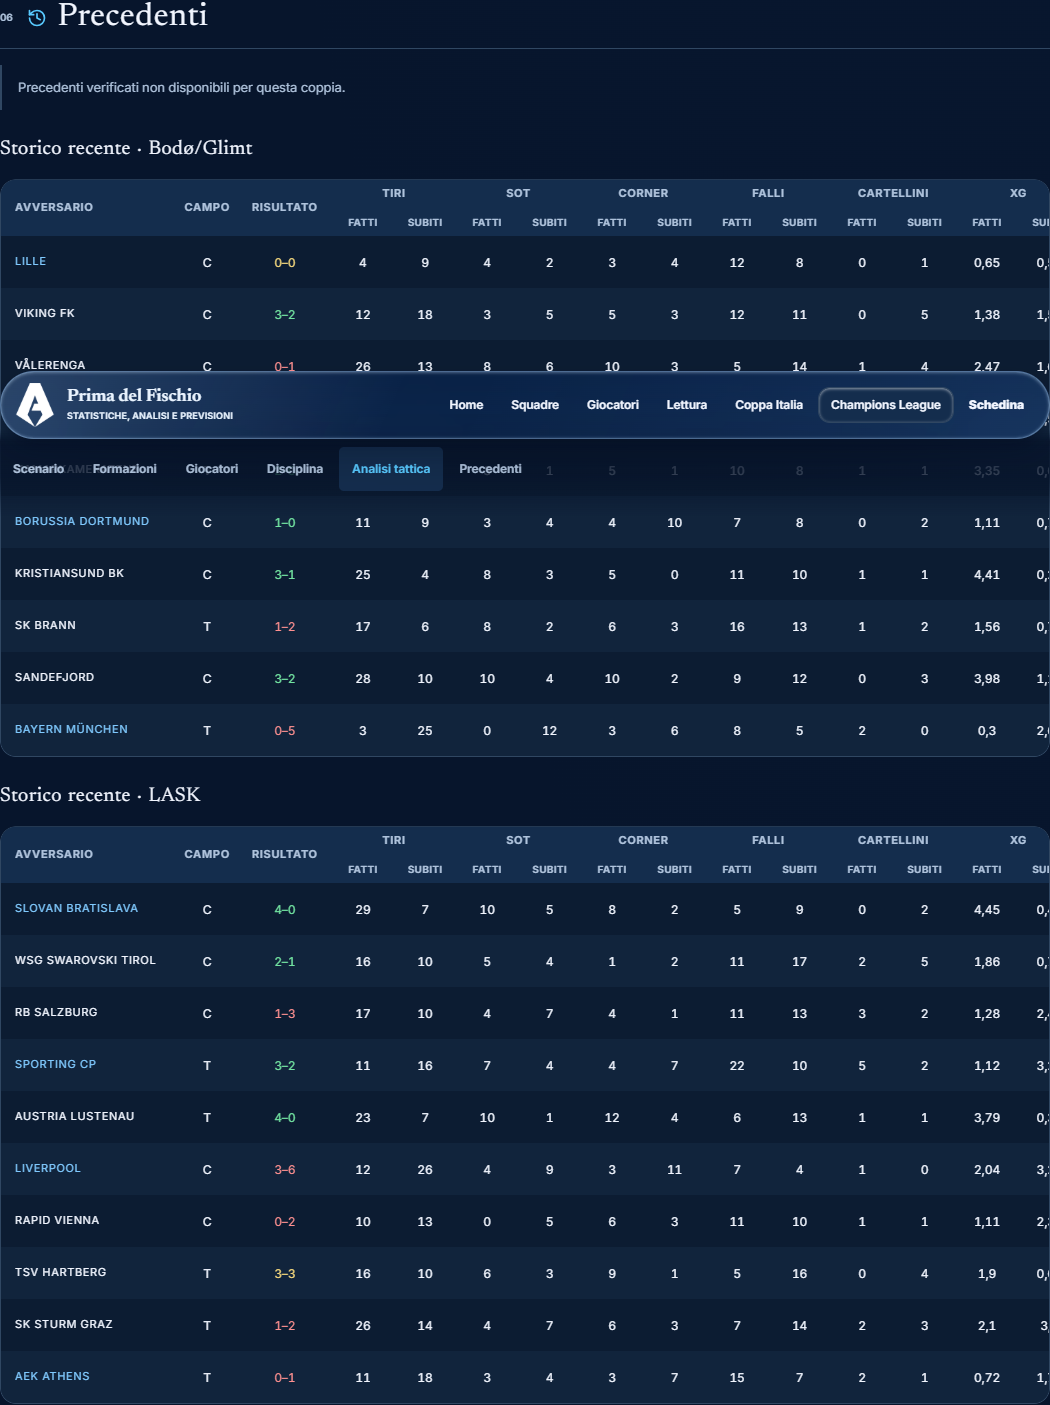 06 Precedenti
Precedenti verificati non disponibili per questa coppia.
Storico recente · Bodø/Glimt
AVVERSARIO CAMPO RISULTATO TIRI SOT CORNER FALLI CARTELLINI XG
FATTI SUBITI FATTI SUBITI FATTI SUBITI FATTI SUBITI FATTI SUBITI FATTI
LILLE C 0–0 4 9 4 2 3 4 12 8 0 1 0,65
VIKING FK C 3–2 12 18 3 5 5 3 12 11 0 5 1,38
VÅLERENGA C 0–1 26 13 8 6 10 3 5 14 1 4 2,47
Prima del Fischio
STATISTICHE, ANALISI E PREVISIONI
Home Squadre Giocatori Lettura Coppa Italia Champions League Schedina
Scenario Formazioni Giocatori Disciplina Analisi tattica Precedenti 1 5 1 10 8 1 1 3,35
BORUSSIA DORTMUND C 1–0 11 9 3 4 4 10 7 8 0 2 1,11
KRISTIANSUND BK C 3–1 25 4 8 3 5 0 11 10 1 1 4,41
SK BRANN T 1–2 17 6 8 2 6 3 16 13 1 2 1,56
SANDEFJORD C 3–2 28 10 10 4 10 2 9 12 0 3 3,98
BAYERN MÜNCHEN T 0–5 3 25 0 12 3 6 8 5 2 0 0,3
Storico recente · LASK
AVVERSARIO CAMPO RISULTATO TIRI SOT CORNER FALLI CARTELLINI XG
FATTI SUBITI FATTI SUBITI FATTI SUBITI FATTI SUBITI FATTI SUBITI FATTI
SLOVAN BRATISLAVA C 4–0 29 7 10 5 8 2 5 9 0 2 4,45
WSG SWAROVSKI TIROL C 2–1 16 10 5 4 1 2 11 17 2 5 1,86
RB SALZBURG C 1–3 17 10 4 7 4 1 11 13 3 2 1,28
SPORTING CP T 3–2 11 16 7 4 4 7 22 10 5 2 1,12
AUSTRIA LUSTENAU T 4–0 23 7 10 1 12 4 6 13 1 1 3,79
LIVERPOOL C 3–6 12 26 4 9 3 11 7 4 1 0 2,04
RAPID VIENNA C 0–2 10 13 0 5 6 3 11 10 1 1 1,11
TSV HARTBERG T 3–3 16 10 6 3 9 1 5 16 0 4 1,9
SK STURM GRAZ T 1–2 26 14 4 7 6 3 7 14 2 3 2,1
AEK ATHENS T 0–1 11 18 3 4 3 7 15 7 2 1 0,72